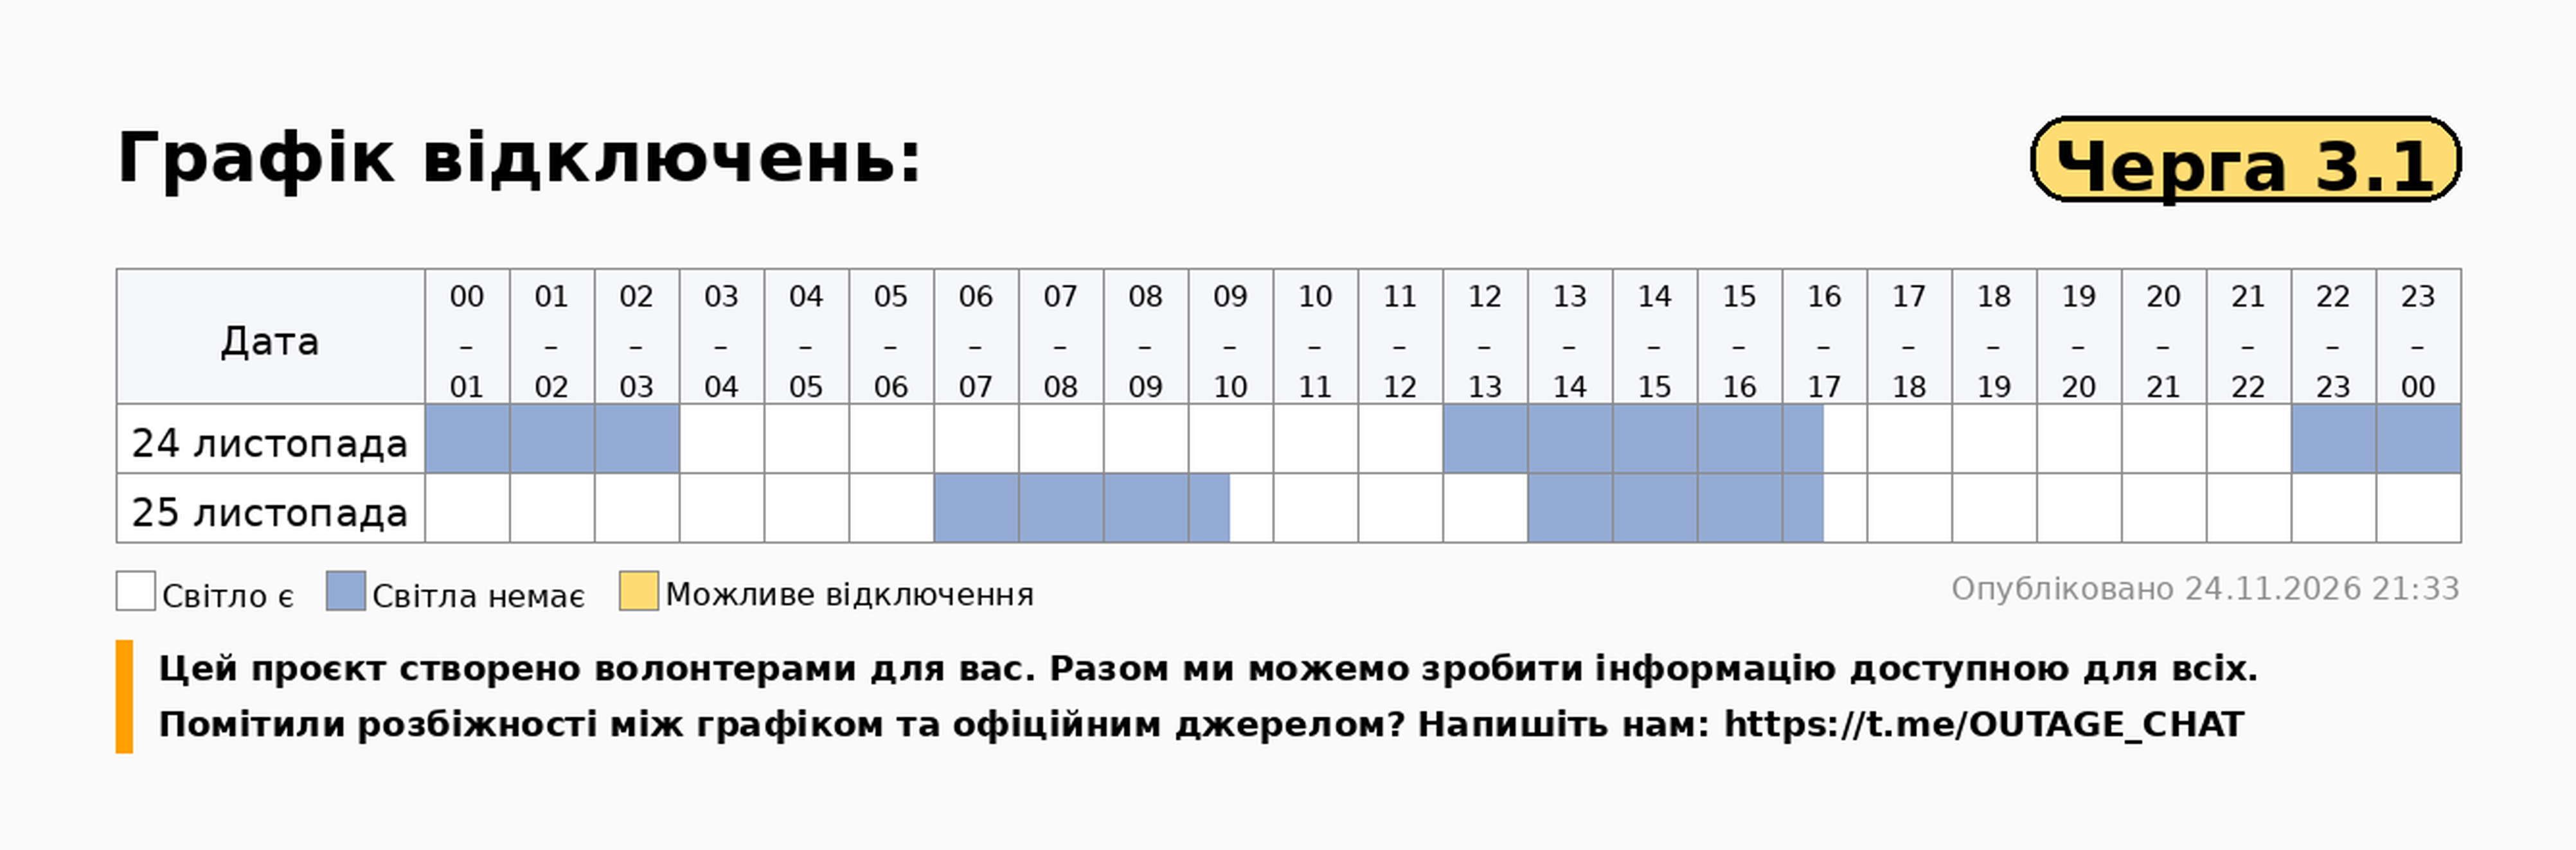 Графік відключень:
Черга 3.1
Дата
00 – 01
01 – 02
02 – 03
03 – 04
04 – 05
05 – 06
06 – 07
07 – 08
08 – 09
09 – 10
10 – 11
11 – 12
12 – 13
13 – 14
14 – 15
15 – 16
16 – 17
17 – 18
18 – 19
19 – 20
20 – 21
21 – 22
22 – 23
23 – 00
24 листопада
25 листопада
Світло є
Світла немає
Можливе відключення
Опубліковано 24.11.2026 21:33
Цей проєкт створено волонтерами для вас. Разом ми можемо зробити інформацію доступною для всіх.
Помітили розбіжності між графіком та офіційним джерелом? Напишіть нам: https://t.me/OUTAGE_CHAT